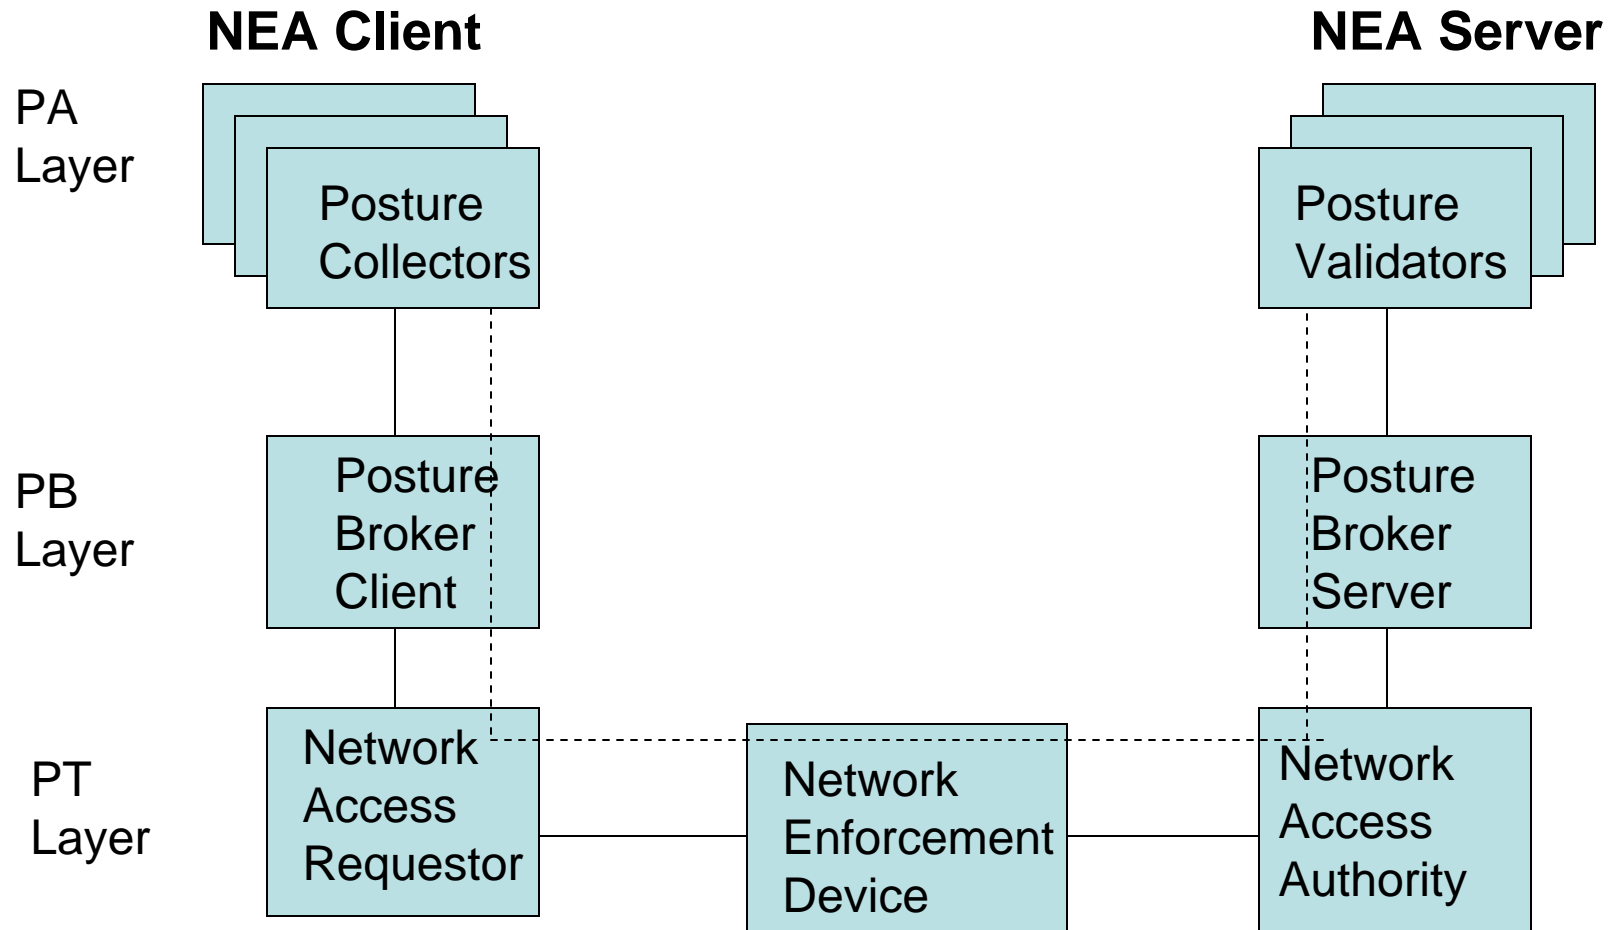 NEA Client
NEA Server
PA
Layer
Posture
Collectors
Posture
Validators
PB
Layer
Posture
Broker
Client
Posture
Broker
Server
PT
Layer
Network
Access
Requestor
Network
Enforcement
Device
Network
Access
Authority